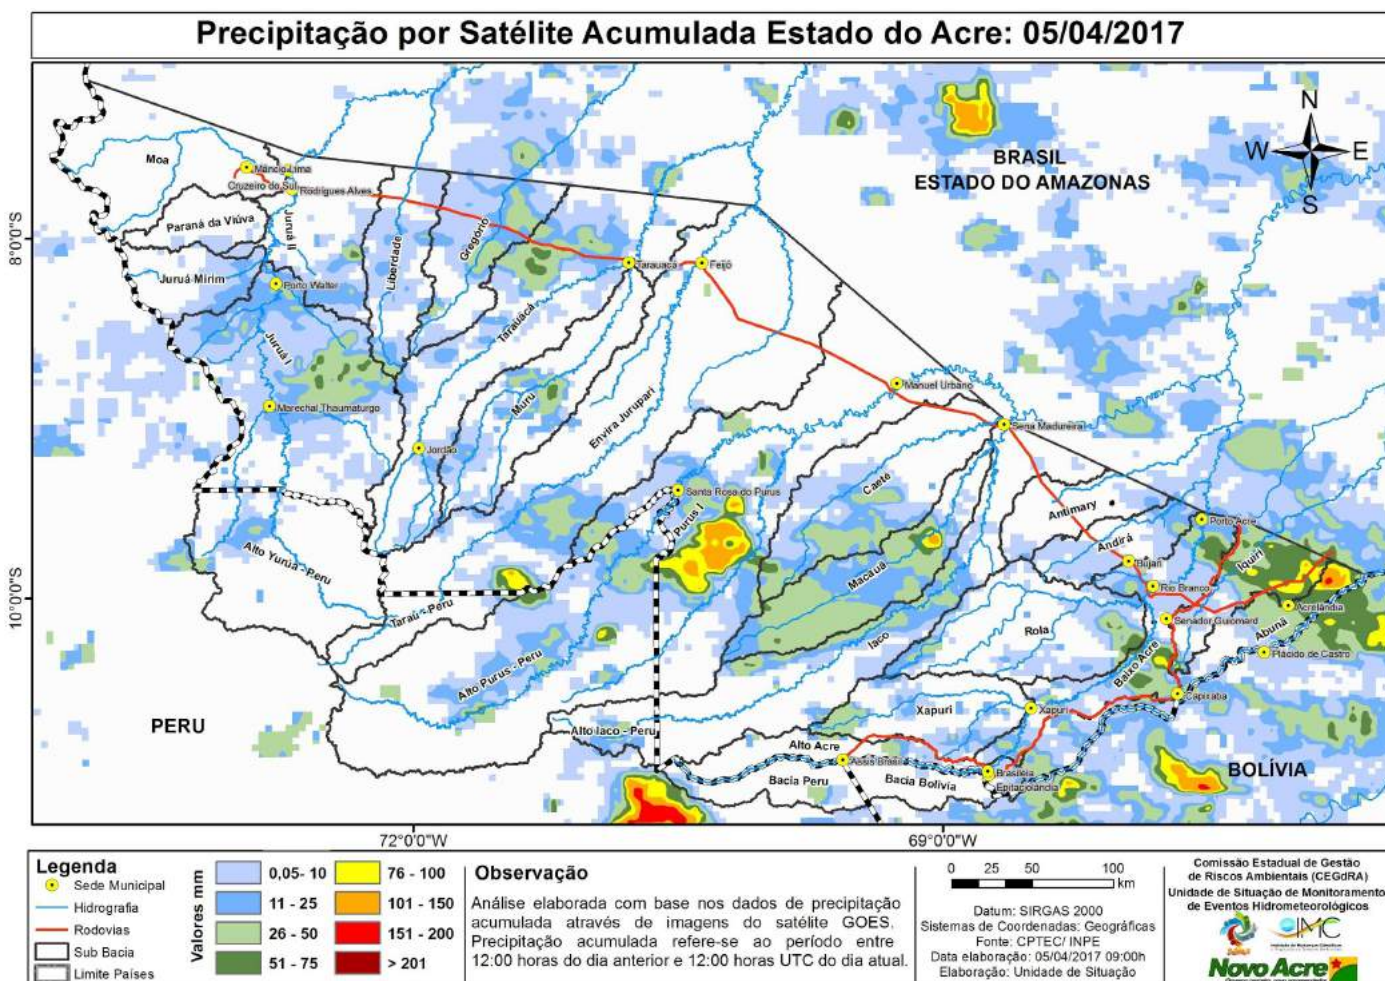 Precipitação por Satélite Acumulada Estado do Acre: 05/04/2017
N
W E
S
BRASIL
ESTADO DO AMAZONAS
Moa
Mâncio Lima
Cruzeiro do Sul
Rodrigues Alves
Paraná da Viúva
Juruá II
Liberdade
Gregório
8°0'0"S
Juruá Mirim
Porto Walter
Tarauacá
Feijó
Tarauacá
Juruá I
Muru
Envira Jurupari
Manuel Urbano
Marechal Thaumaturgo
Sena Madureira
Jordão
Caeté
Santa Rosa do Purus
Purus I
Antimary
Porto Acre
Andirá
Iquiri
Alto Yurúa - Peru
Macauã
Bujari
Rio Branco
10°0'0"S
Taraú - Peru
Acrelândia
Senador Guiomard
Abunã
Rola
Iaco
Baixo Acre
Plácido de Castro
Alto Purus - Peru
Capixaba
Xapuri
Xapuri
PERU
Alto Iaco - Peru
Alto Acre
Assis Brasil
Brasiléia
Epitaciolândia
Bacia Peru
Bacia Bolívia
BOLÍVIA
72°0'0"W
69°0'0"W
Legenda
Sede Municipal
Hidrografia
Rodovias
Sub Bacia
Limite Países
Valores mm
0,05- 10
11 - 25
26 - 50
51 - 75
76 - 100
101 - 150
151 - 200
> 201
Observação
Análise elaborada com base nos dados de precipitação
acumulada através de imagens do satélite GOES.
Precipitação acumulada refere-se ao período entre
12:00 horas do dia anterior e 12:00 horas UTC do dia atual.
0 25 50 100
km
Datum: SIRGAS 2000
Sistemas de Coordenadas: Geográficas
Fonte: CPTEC/ INPE
Data elaboração: 05/04/2017 09:00h
Elaboração: Unidade de Situação
Comissão Estadual de Gestão
de Riscos Ambientais (CEGdRA)
Unidade de Situação de Monitoramento
de Eventos Hidrometeorológicos
IMC
Novo Acre